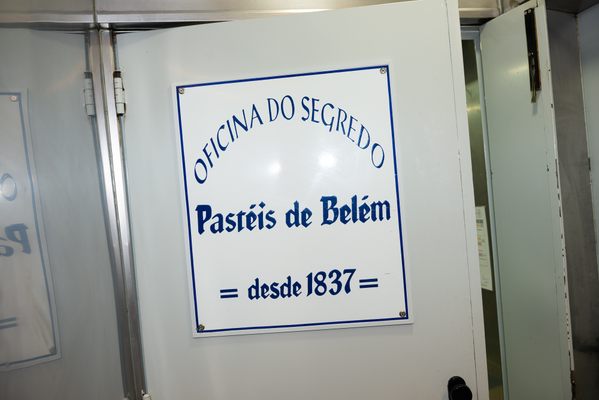 OFICINA DO SEGREDO
Pastéis de Belém
= desde 1837 =